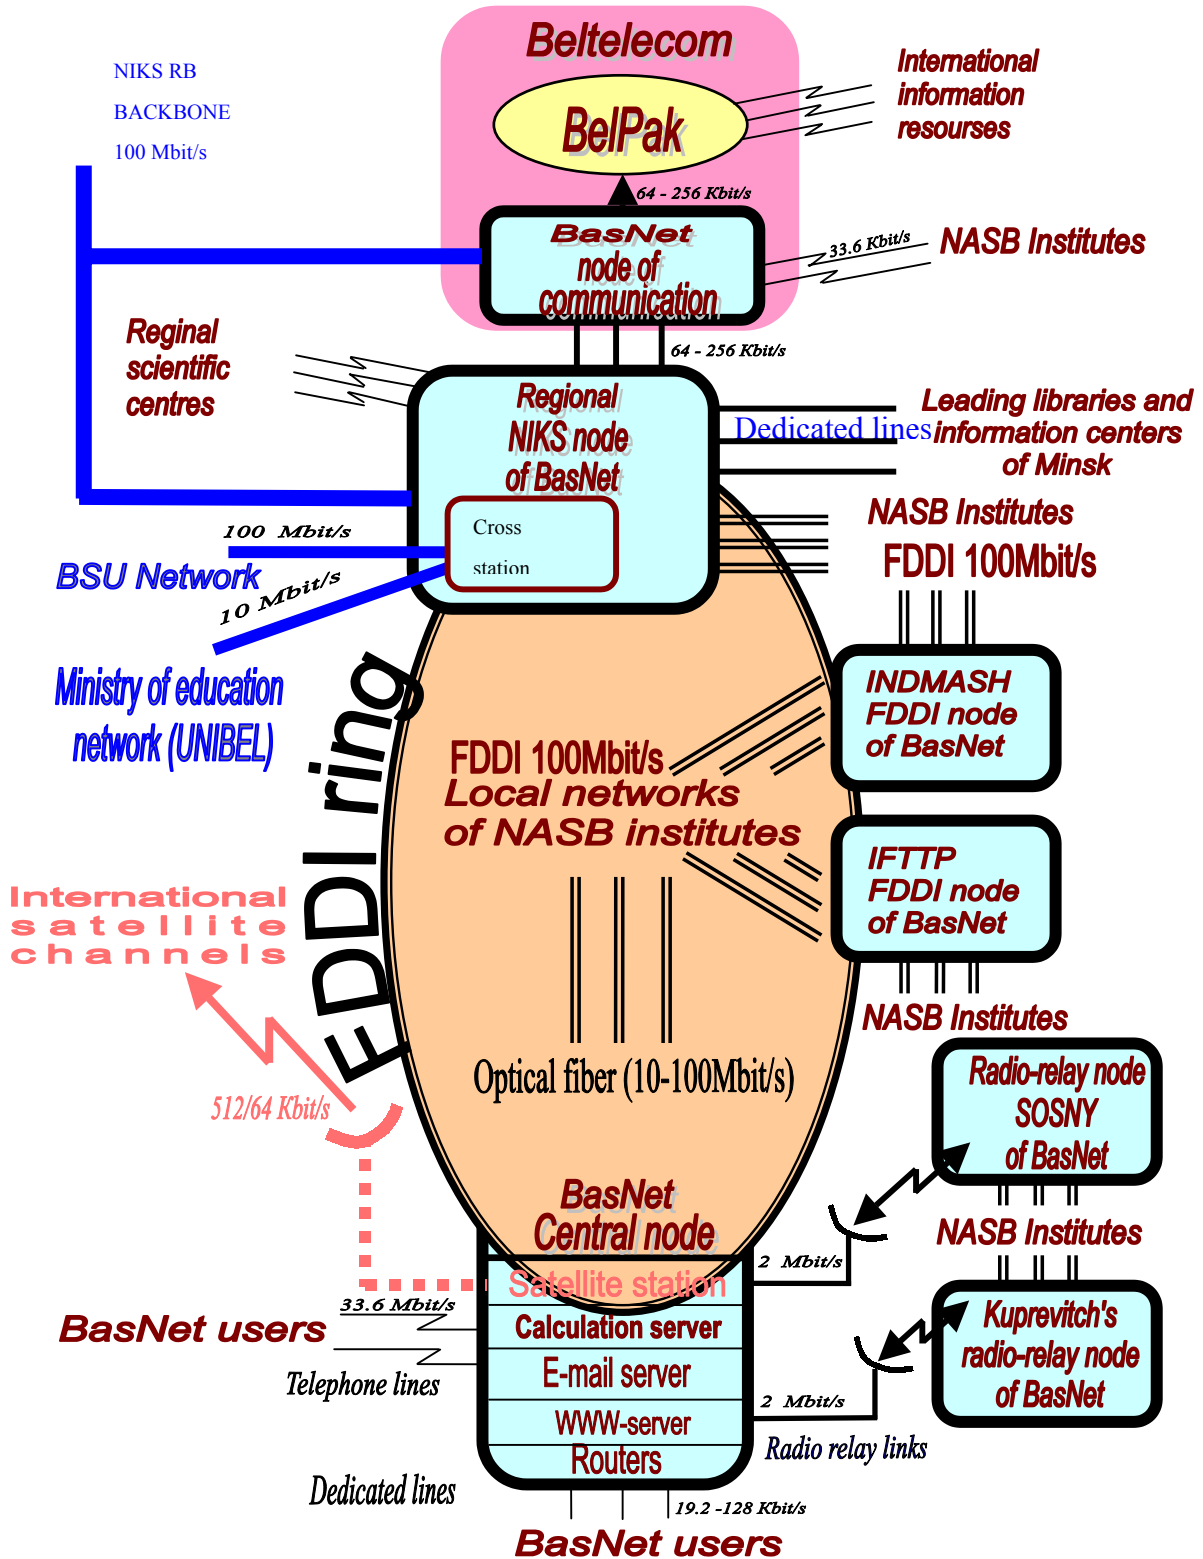 Beltelecom
BelPak
International
information
resourses
NIKS RB
BACKBONE
100 Mbit/s
64 - 256 Kbit/s
BasNet
node of
communication
33.6 Kbit/s
NASB Institutes
64 - 256 Kbit/s
Reginal
scientific
centres
Regional
NIKS node
of BasNet
Dedicated lines
Leading libraries and
information centers
of Minsk
Cross
station
NASB Institutes
FDDI 100Mbit/s
100 Mbit/s
BSU Network
10 Mbit/s
Ministry of education
network (UNIBEL)
FDDI ring
INDMASH
FDDI node
of BasNet
FDDI 100Mbit/s
Local networks
of NASB institutes
IFTTP
FDDI node
of BasNet
NASB Institutes
International
satellite
channels
512/64 Kbit/s
Optical fiber (10-100Mbit/s)
Radio-relay node
SOSNY
of BasNet
NASB Institutes
BasNet
Central node
2 Mbit/s
Satellite station
Calculation server
E-mail server
WWW-server
Routers
33.6 Mbit/s
BasNet users
Telephone lines
Kuprevitch's
radio-relay node
of BasNet
2 Mbit/s
Radio relay links
Dedicated lines
19.2 -128 Kbit/s
BasNet users